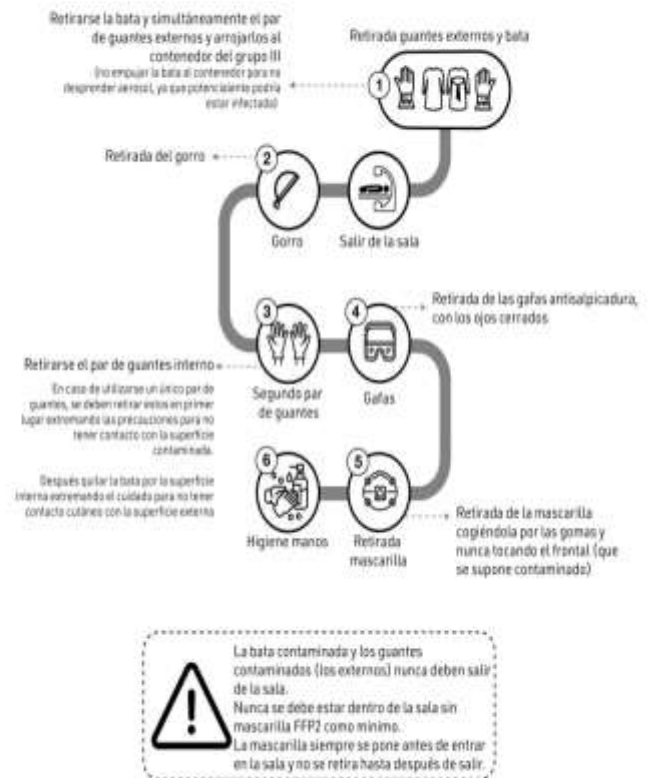 Retirarse la bata y simultáneamente el par
de guantes externos y arrojarlos al
contenedor del grupo III
(no empujar la bata al contenedor para no
desprender aerosol, ya que potencialente podría
estar infectado)
Retirada guantes externos y bata
1
Retirada del gorro
2
Gorro
Salir de la sala
3
4
Retirada de las gafas antisalpicadura,
con los ojos cerrados
Retirarse el par de guantes interno
En caso de utilizarse un único par de
guantes, se deben retirar estos en primer
lugar extremando las precauciones para no
tener contacto con la superficie
contaminada.
Después quitar la bata por la superficie
interna extremando el cuidado para no tener
contacto cutáneo con la superficie externa
Segundo par
de guantes
Gafas
6
5
Higiene manos
Retirada
mascarilla
Retirada de la mascarilla
cogiéndola por las gomas y
nunca tocando el frontal (que
se supone contaminado)
La bata contaminada y los guantes
contaminados (los externos) nunca deben salir
de la sala.
Nunca se debe estar dentro de la sala sin
mascarilla FFP2 como mínimo.
La mascarilla siempre se pone antes de entrar
en la sala y no se retira hasta después de salir.